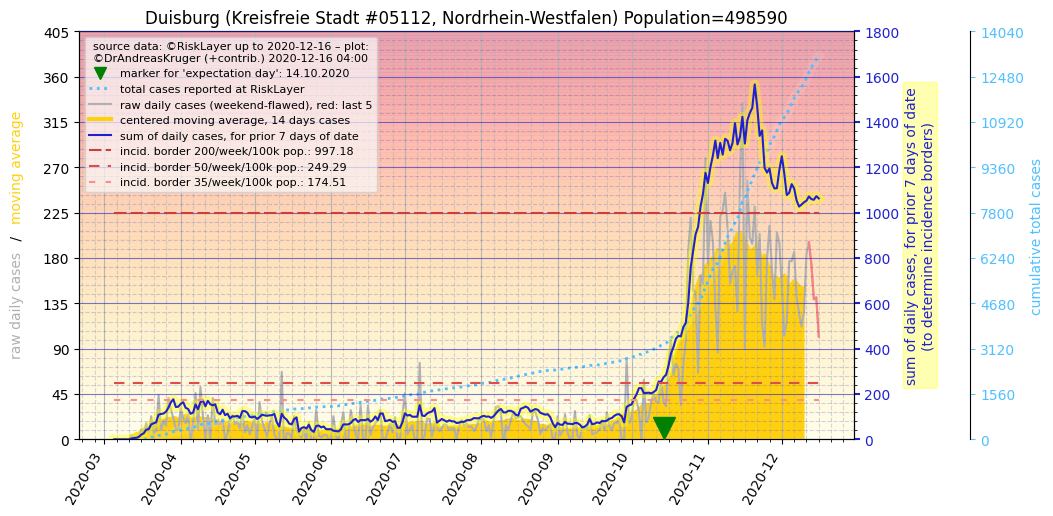 Duisburg (Kreisfreie Stadt #05112, Nordrhein-Westfalen) Population=498590
source data: ©RiskLayer up to 2020-12-16 – plot:
©DrAndreasKruger (+contrib.) 2020-12-16 04:00
marker for 'expectation day': 14.10.2020
total cases reported at RiskLayer
raw daily cases (weekend-flawed), red: last 5
centered moving average, 14 days cases
sum of daily cases, for prior 7 days of date
incid. border 200/week/100k pop.: 997.18
incid. border 50/week/100k pop.: 249.29
incid. border 35/week/100k pop.: 174.51
raw daily cases / moving average
405
360
315
270
225
180
135
90
45
0
2020-03
2020-04
2020-05
2020-06
2020-07
2020-08
2020-09
2020-10
2020-11
2020-12
1800
1600
1400
1200
1000
800
600
400
200
0
sum of daily cases, for prior 7 days of date
(to determine incidence borders)
14040
12480
10920
9360
7800
6240
4680
3120
1560
0
cumulative total cases